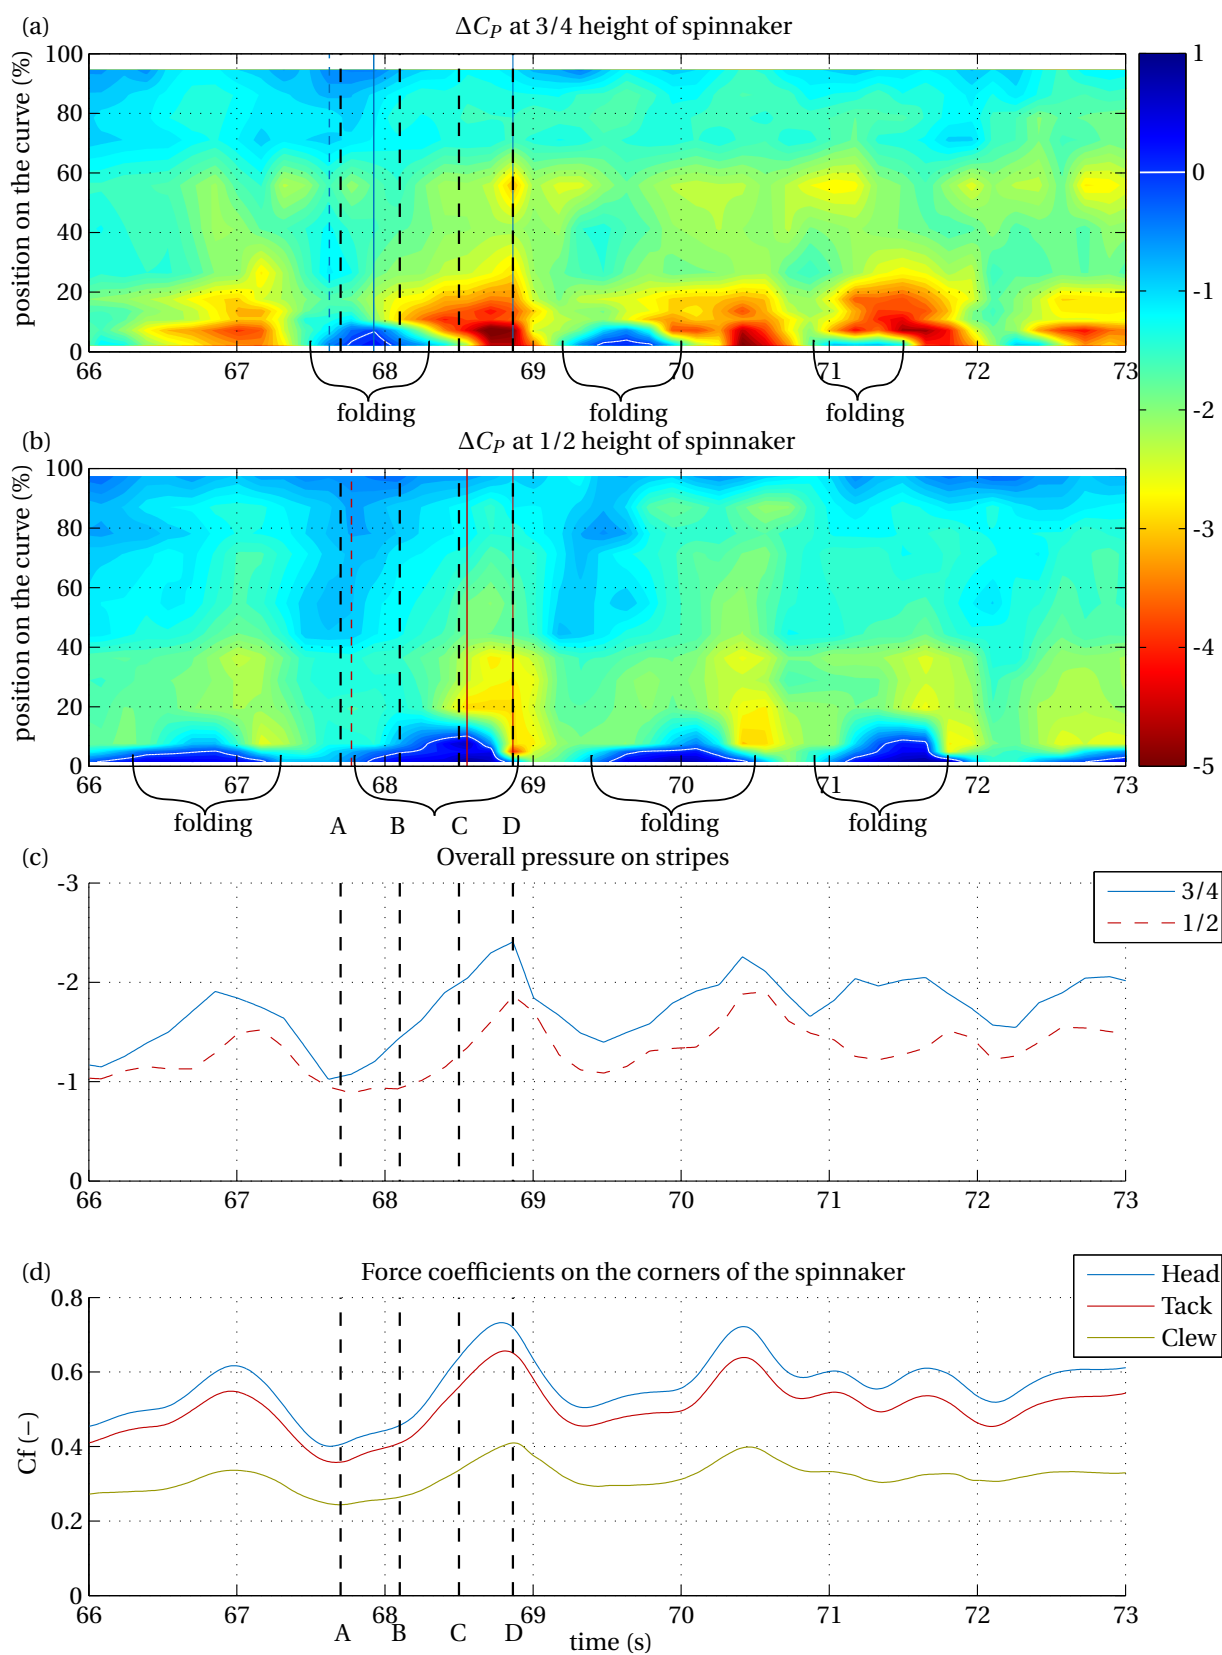 (a)
ΔC_P at 3/4 height of spinnaker
position on the curve (%)
100
80
60
40
20
0
66 67 68 69 70 71 72 73
folding folding folding
1
0
-1
-2
-3
-4
-5
(b)
ΔC_P at 1/2 height of spinnaker
position on the curve (%)
100
80
60
40
20
0
66 67 68 69 70 71 72 73
folding A B C D folding folding
(c)
Overall pressure on stripes
-3
-2
-1
0
66 67 68 69 70 71 72 73
3/4
1/2
(d)
Force coefficients on the corners of the spinnaker
Cf (−)
0.8
0.6
0.4
0.2
0
66 67 68 69 70 71 72 73
A B C D
time (s)
Head
Tack
Clew